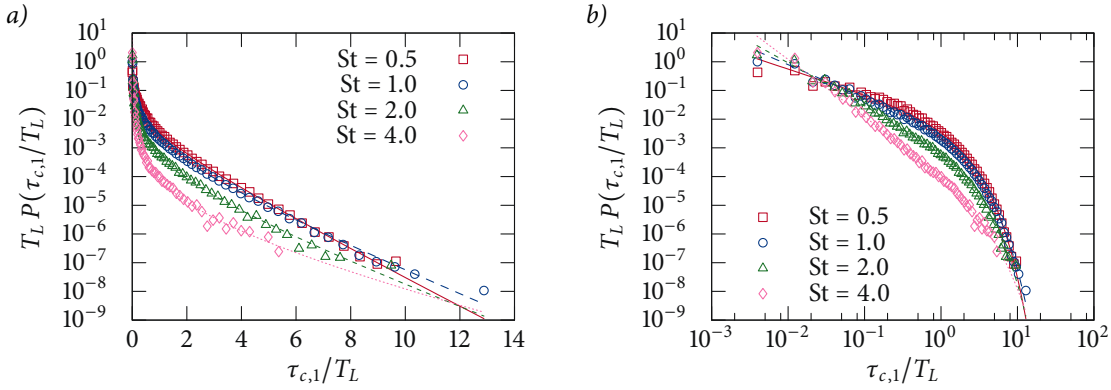 a)
10^1
10^0
10^−1
10^−2
10^−3
10^−4
10^−5
10^−6
10^−7
10^−8
10^−9
T_L P(τ_{c,1}/T_L)
St = 0.5
St = 1.0
St = 2.0
St = 4.0
0 2 4 6 8 10 12 14
τ_{c,1}/T_L
b)
10^1
10^0
10^−1
10^−2
10^−3
10^−4
10^−5
10^−6
10^−7
10^−8
10^−9
T_L P(τ_{c,1}/T_L)
St = 0.5
St = 1.0
St = 2.0
St = 4.0
10^−3 10^−2 10^−1 10^0 10^1 10^2
τ_{c,1}/T_L